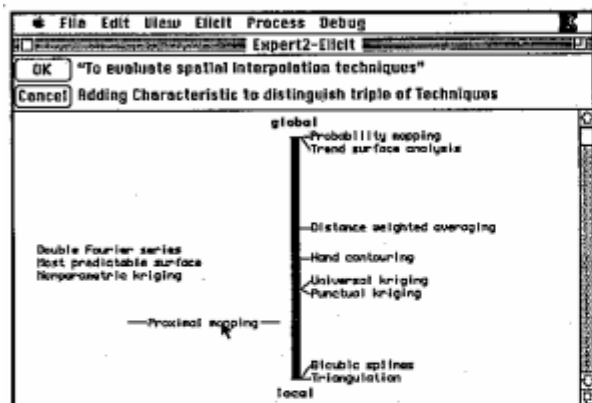 File Edit View Elicit Process Debug
Expert2-Elicit
OK "To evaluate spatial interpolation techniques"
Cancel Adding Characteristic to distinguish triple of Techniques
global
Probability mapping
Trend surface analysis
Distance weighted averaging
Double Fourier series
Most predictable surface
Nonparametric kriging
Hand contouring
Universal kriging
Punctual kriging
Proximal mapping
Bicubic splines
Triangulation
local